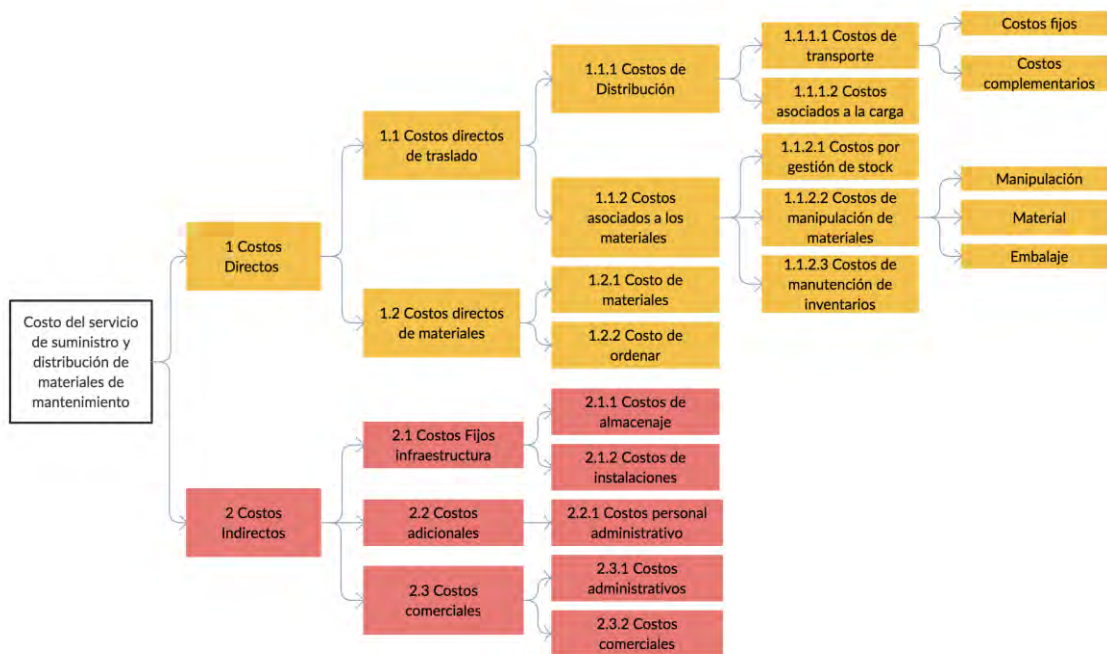 Costo del servicio
de suministro y
distribución de
materiales de
mantenimiento
1 Costos
Directos
1.1 Costos directos
de traslado
1.1.1 Costos de
Distribución
1.1.1.1 Costos de
transporte
Costos fijos
Costos
complementarios
1.1.1.2 Costos
asociados a la carga
1.1.2 Costos
asociados a los
materiales
1.1.2.1 Costos por
gestión de stock
1.1.2.2 Costos de
manipulación de
materiales
Manipulación
Material
Embalaje
1.1.2.3 Costos de
manutención de
inventarios
1.2 Costos directos
de materiales
1.2.1 Costo de
materiales
1.2.2 Costo de
ordenar
2 Costos
Indirectos
2.1 Costos Fijos
infraestructura
2.1.1 Costos de
almacenaje
2.1.2 Costos de
instalaciones
2.2 Costos
adicionales
2.2.1 Costos personal
administrativo
2.3 Costos
comerciales
2.3.1 Costos
administrativos
2.3.2 Costos
comerciales